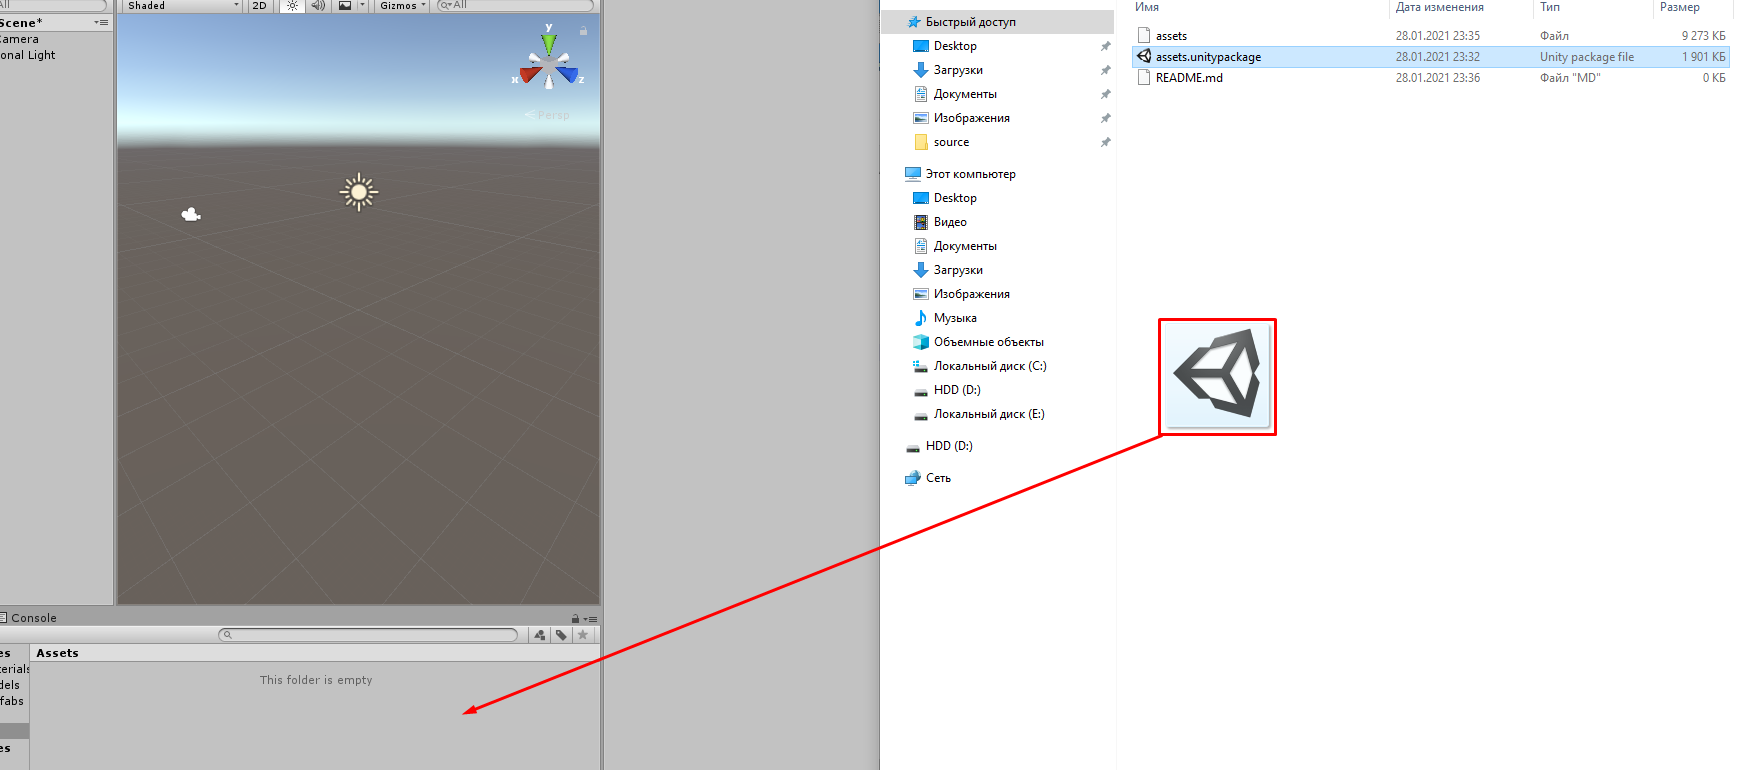 All
Scene*
Camera
onal Light
Shaded
2D
Gizmos
All
y
x
z
Persp
Console
es
Assets
terials
dels
fabs
es
This folder is empty
Быстрый доступ
Desktop
Загрузки
Документы
Изображения
source
Этот компьютер
Desktop
Видео
Документы
Загрузки
Изображения
Музыка
Объемные объекты
Локальный диск (C:)
HDD (D:)
Локальный диск (E:)
HDD (D:)
Сеть
Имя Дата изменения Тип Размер
assets 28.01.2021 23:35 Файл 9 273 КБ
assets.unitypackage 28.01.2021 23:32 Unity package file 1 901 КБ
README.md 28.01.2021 23:36 Файл "MD" 0 КБ